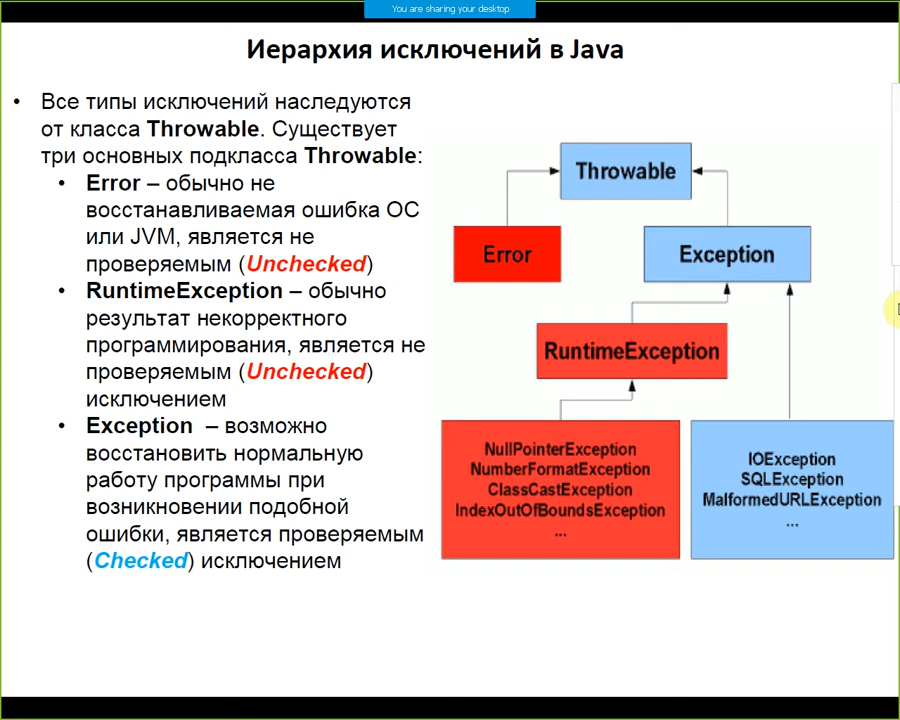 You are sharing your desktop
Иерархия исключений в Java
• Все типы исключений наследуются
от класса Throwable. Существует
три основных подкласса Throwable:
• Error – обычно не
восстанавливаемая ошибка ОС
или JVM, является не
проверяемым (Unchecked)
• RuntimeException – обычно
результат некорректного
программирования, является не
проверяемым (Unchecked)
исключением
• Exception – возможно
восстановить нормальную
работу программы при
возникновении подобной
ошибки, является проверяемым
(Checked) исключением
Throwable
Error
Exception
RuntimeException
NullPointerException
NumberFormatException
ClassCastException
IndexOutOfBoundsException
...
IOException
SQLException
MalformedURLException
...